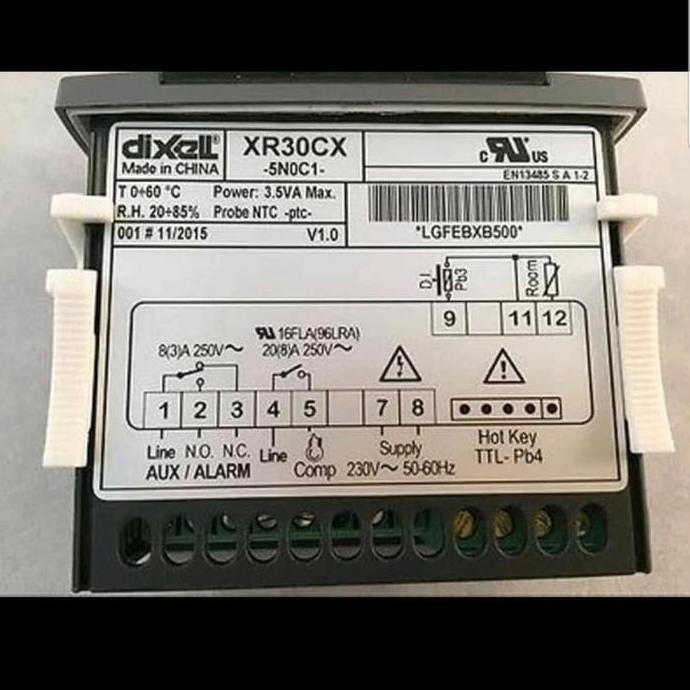 dixell
Made in CHINA
XR30CX
-5N0C1-
c RU US
EN13485 S A 1-2
T 0÷60 °C Power: 3.5VA Max.
R.H. 20÷85% Probe NTC -ptc-
001 # 11/2015 V1.0
*LGFEBXB500*
D.I.
Pb3
Room
9 11 12
RU 16FLA(96LRA)
8(3)A 250V~ 20(8)A 250V~
1 2 3 4 5 7 8
Line N.O. N.C. Line Comp
AUX / ALARM
Supply
230V~ 50-60Hz
Hot Key
TTL- Pb4